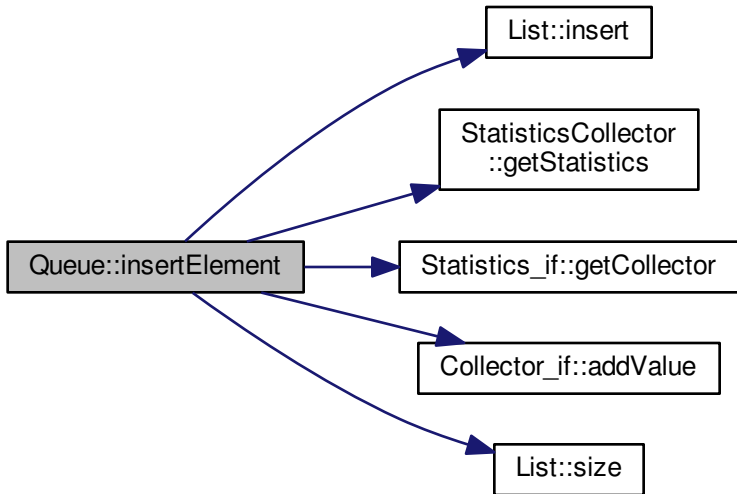 List::insert
StatisticsCollector
::getStatistics
Queue::insertElement
Statistics_if::getCollector
Collector_if::addValue
List::size